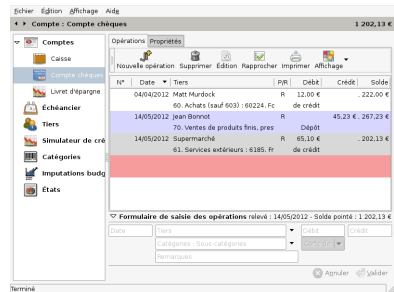 Fichier Édition Affichage Aide
Compte : Compte chèques 1 202,13 €
Comptes
Caisse
Compte chèques
Livret d'épargne
Échéancier
Tiers
Simulateur de cré
Catégories
Imputations budg
États
Opérations Propriétés
Nouvelle opération Supprimer Édition Rapprocher Imprimer Affichage
N° Date Tiers P/R Débit Crédit Solde
04/04/2012 Matt Murdock R 12,00 € . 222,00 €
60. Achats (sauf 603) : 60224. Fc de crédit
14/05/2012 Jean Bonnot R 45,23 € . 267,23 €
70. Ventes de produits finis, pres Dépôt
14/05/2012 Supermarché R 65,10 € . 202,13 €
61. Services extérieurs : 6185. Fr de crédit
Formulaire de saisie des opérations relevé : 14/05/2012 - Solde pointé : 1 202,13 €
Date Tiers Débit Crédit
Catégories : Sous-catégories
Remarques
Annuler Valider
Terminé